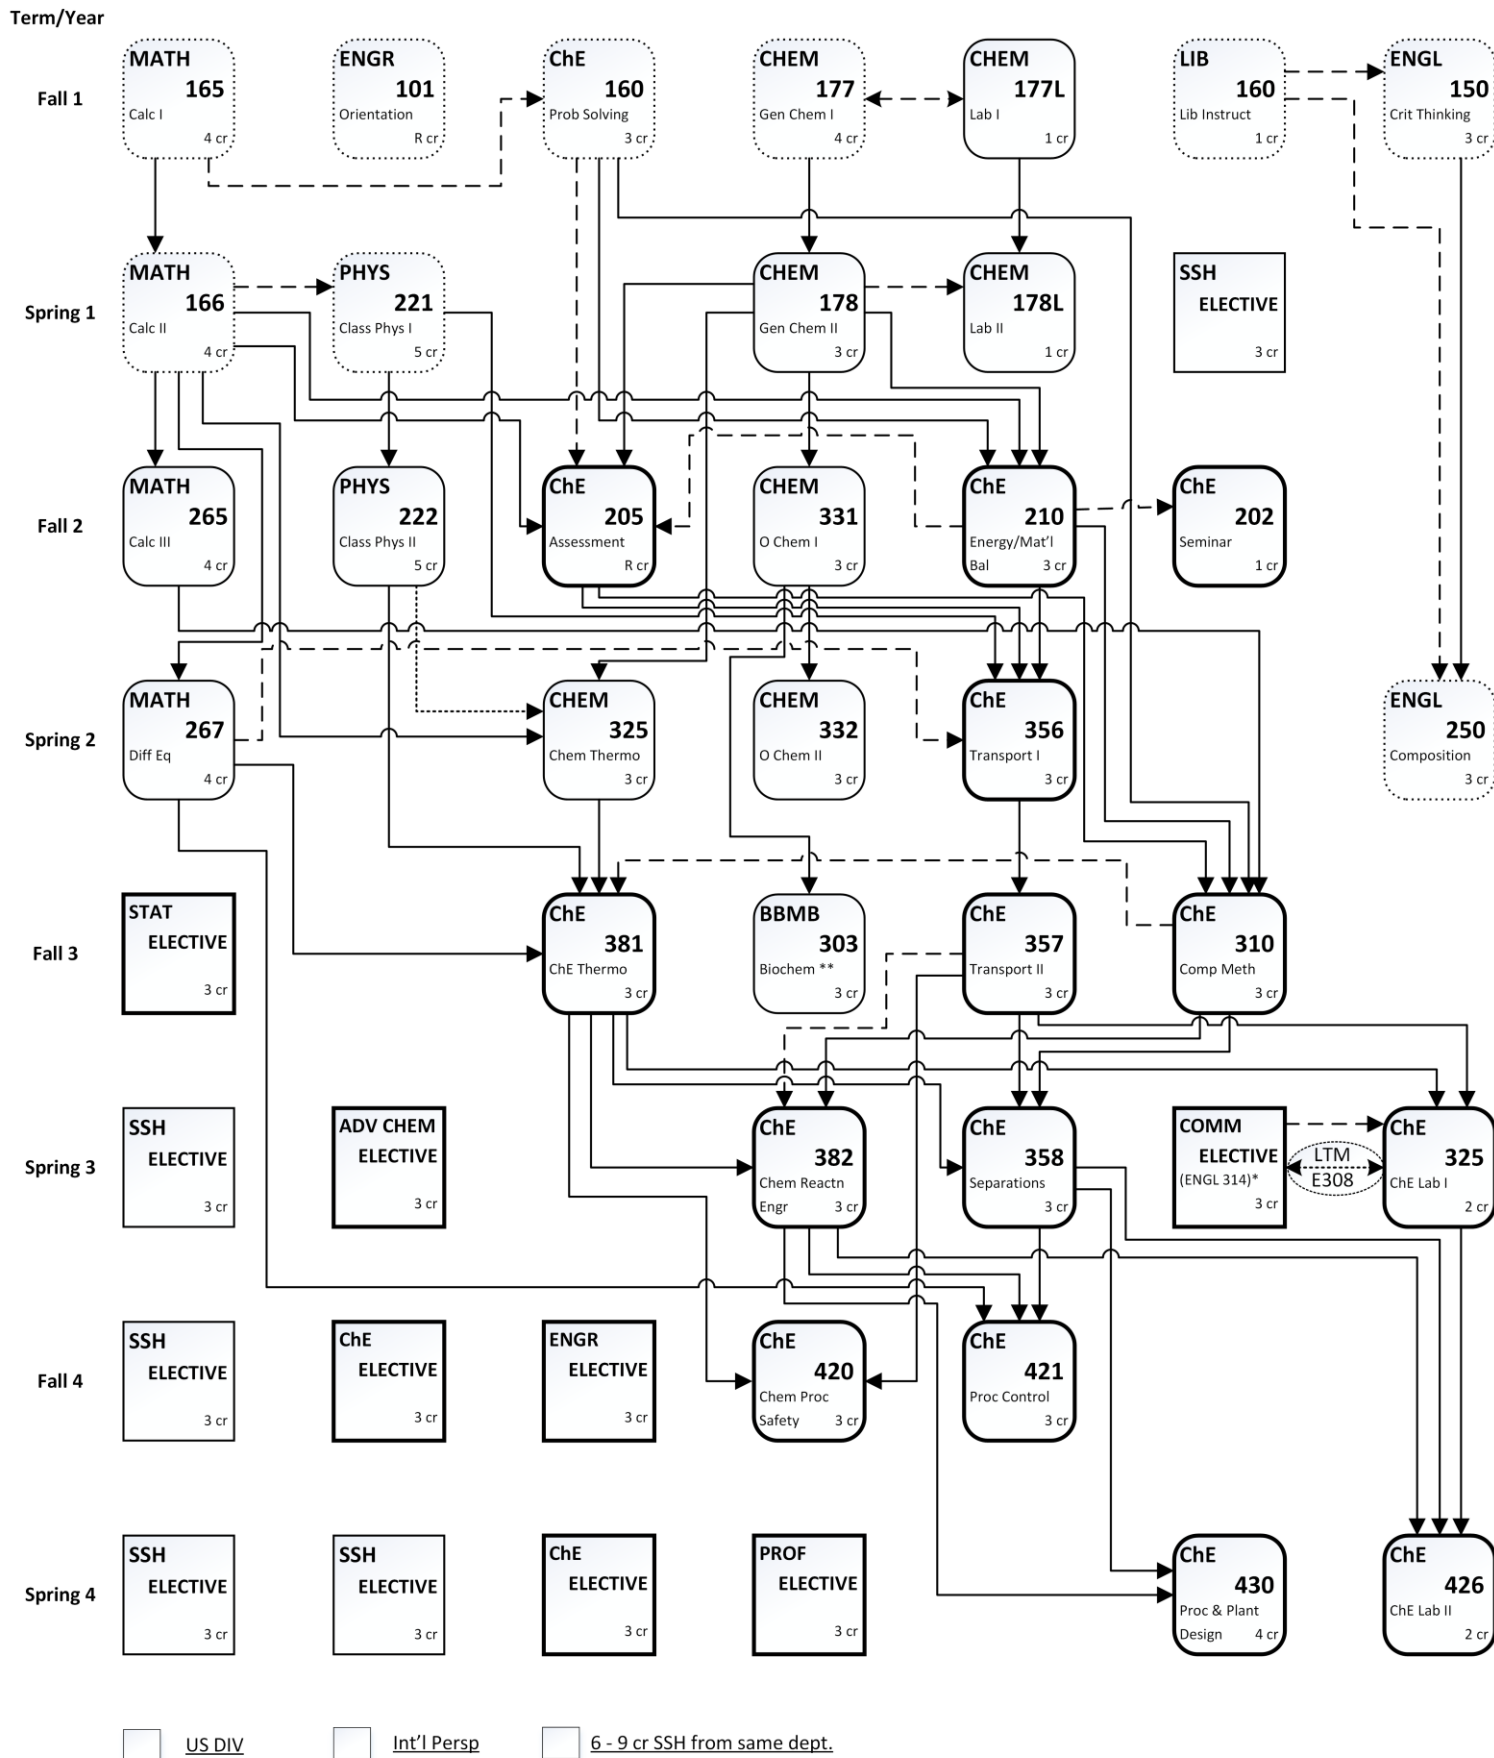 Term/Year
Fall 1
MATH
165
Calc I
4 cr
ENGR
101
Orientation
R cr
ChE
160
Prob Solving
3 cr
CHEM
177
Gen Chem I
4 cr
CHEM
177L
Lab I
1 cr
LIB
160
Lib Instruct
1 cr
ENGL
150
Crit Thinking
3 cr
Spring 1
MATH
166
Calc II
4 cr
PHYS
221
Class Phys I
5 cr
CHEM
178
Gen Chem II
3 cr
CHEM
178L
Lab II
1 cr
SSH
ELECTIVE
3 cr
Fall 2
MATH
265
Calc III
4 cr
PHYS
222
Class Phys II
5 cr
ChE
205
Assessment
R cr
CHEM
331
O Chem I
3 cr
ChE
210
Energy/Mat'l
Bal 3 cr
ChE
202
Seminar
1 cr
Spring 2
MATH
267
Diff Eq
4 cr
CHEM
325
Chem Thermo
3 cr
CHEM
332
O Chem II
3 cr
ChE
356
Transport I
3 cr
ENGL
250
Composition
3 cr
Fall 3
STAT
ELECTIVE
3 cr
ChE
381
ChE Thermo
3 cr
BBMB
303
Biochem **
3 cr
ChE
357
Transport II
3 cr
ChE
310
Comp Meth
3 cr
Spring 3
SSH
ELECTIVE
3 cr
ADV CHEM
ELECTIVE
3 cr
ChE
382
Chem Reactn
Engr 3 cr
ChE
358
Separations
3 cr
COMM
ELECTIVE
(ENGL 314)*
3 cr
LTM
E308
ChE
325
ChE Lab I
2 cr
Fall 4
SSH
ELECTIVE
3 cr
ChE
ELECTIVE
3 cr
ENGR
ELECTIVE
3 cr
ChE
420
Chem Proc
Safety 3 cr
ChE
421
Proc Control
3 cr
Spring 4
SSH
ELECTIVE
3 cr
SSH
ELECTIVE
3 cr
ChE
ELECTIVE
3 cr
PROF
ELECTIVE
3 cr
ChE
430
Proc & Plant
Design 4 cr
ChE
426
ChE Lab II
2 cr
US DIV
Int'l Persp
6 - 9 cr SSH from same dept.